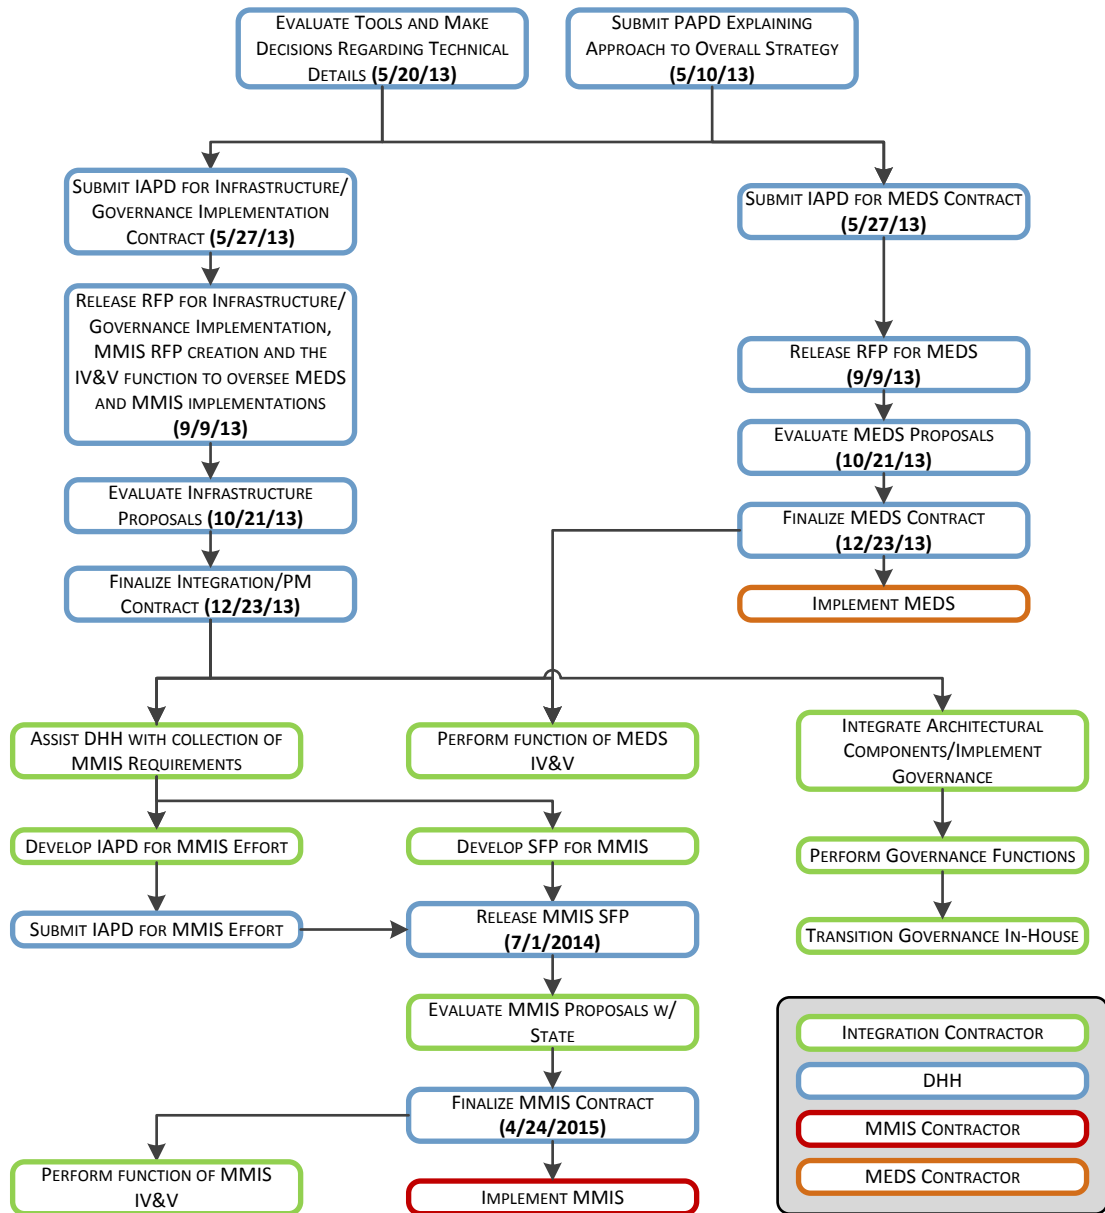 Evaluate Tools and Make
Decisions Regarding Technical
Details (5/20/13)
Submit PAPD Explaining
Approach to Overall Strategy
(5/10/13)
Submit IAPD for Infrastructure/
Governance Implementation
Contract (5/27/13)
Submit IAPD for MEDS Contract
(5/27/13)
Release RFP for Infrastructure/
Governance Implementation,
MMIS RFP creation and the
IV&V function to oversee MEDS
and MMIS implementations
(9/9/13)
Release RFP for MEDS
(9/9/13)
Evaluate MEDS Proposals
(10/21/13)
Evaluate Infrastructure
Proposals (10/21/13)
Finalize MEDS Contract
(12/23/13)
Finalize Integration/PM
Contract (12/23/13)
Implement MEDS
Assist DHH with collection of
MMIS Requirements
Perform function of MEDS
IV&V
Integrate Architectural
Components/Implement
Governance
Develop IAPD for MMIS Effort
Develop SFP for MMIS
Perform Governance Functions
Submit IAPD for MMIS Effort
Release MMIS SFP
(7/1/2014)
Transition Governance In-House
Evaluate MMIS Proposals w/
State
Finalize MMIS Contract
(4/24/2015)
Perform function of MMIS
IV&V
Implement MMIS
Integration Contractor
DHH
MMIS Contractor
MEDS Contractor